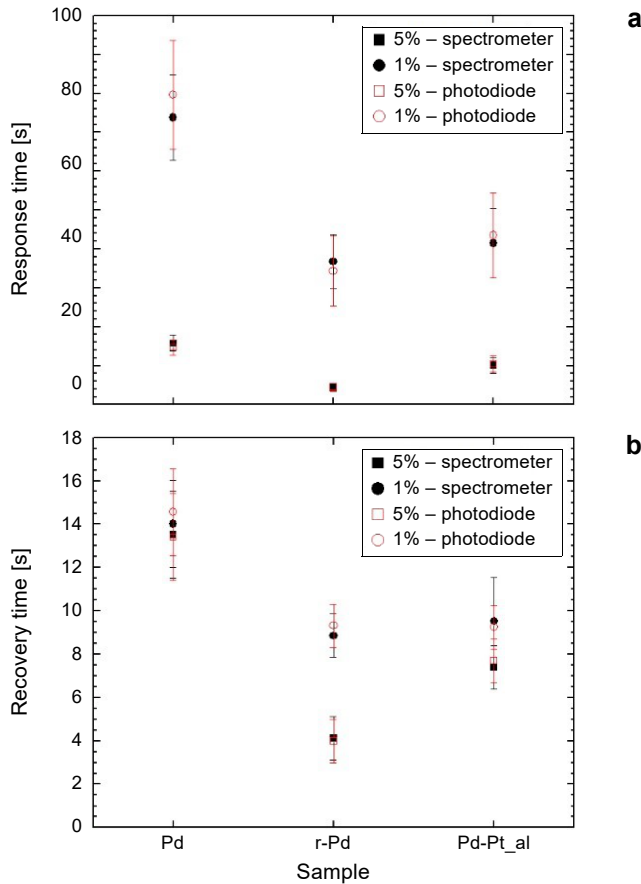 a
100
80
60
40
20
0
Response time [s]
5% – spectrometer
1% – spectrometer
5% – photodiode
1% – photodiode
b
18
16
14
12
10
8
6
4
2
0
Recovery time [s]
5% – spectrometer
1% – spectrometer
5% – photodiode
1% – photodiode
Pd r-Pd Pd-Pt_al
Sample